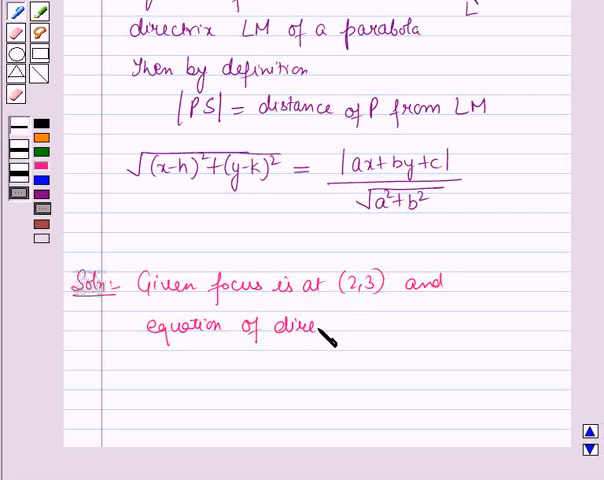 directrix LM of a parabola
Then by definition
|PS| = distance of P from LM
√(x-h)²+(y-k)² = |ax+by+c| / √a²+b²
Soln:- Given focus is at (2,3) and
equation of dire